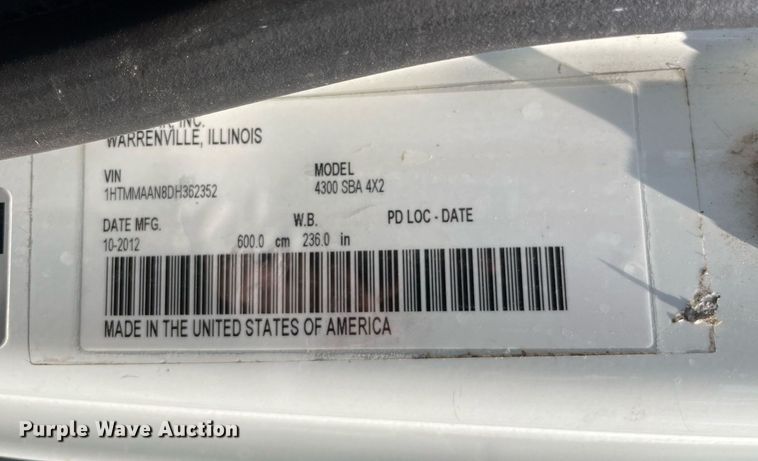 INC.
WARRENVILLE, ILLINOIS
VIN MODEL
1HTMMAAN8DH362352 4300 SBA 4X2
DATE MFG. W.B. PD LOC - DATE
10-2012 600.0 cm 236.0 in
MADE IN THE UNITED STATES OF AMERICA
Purple Wave Auction